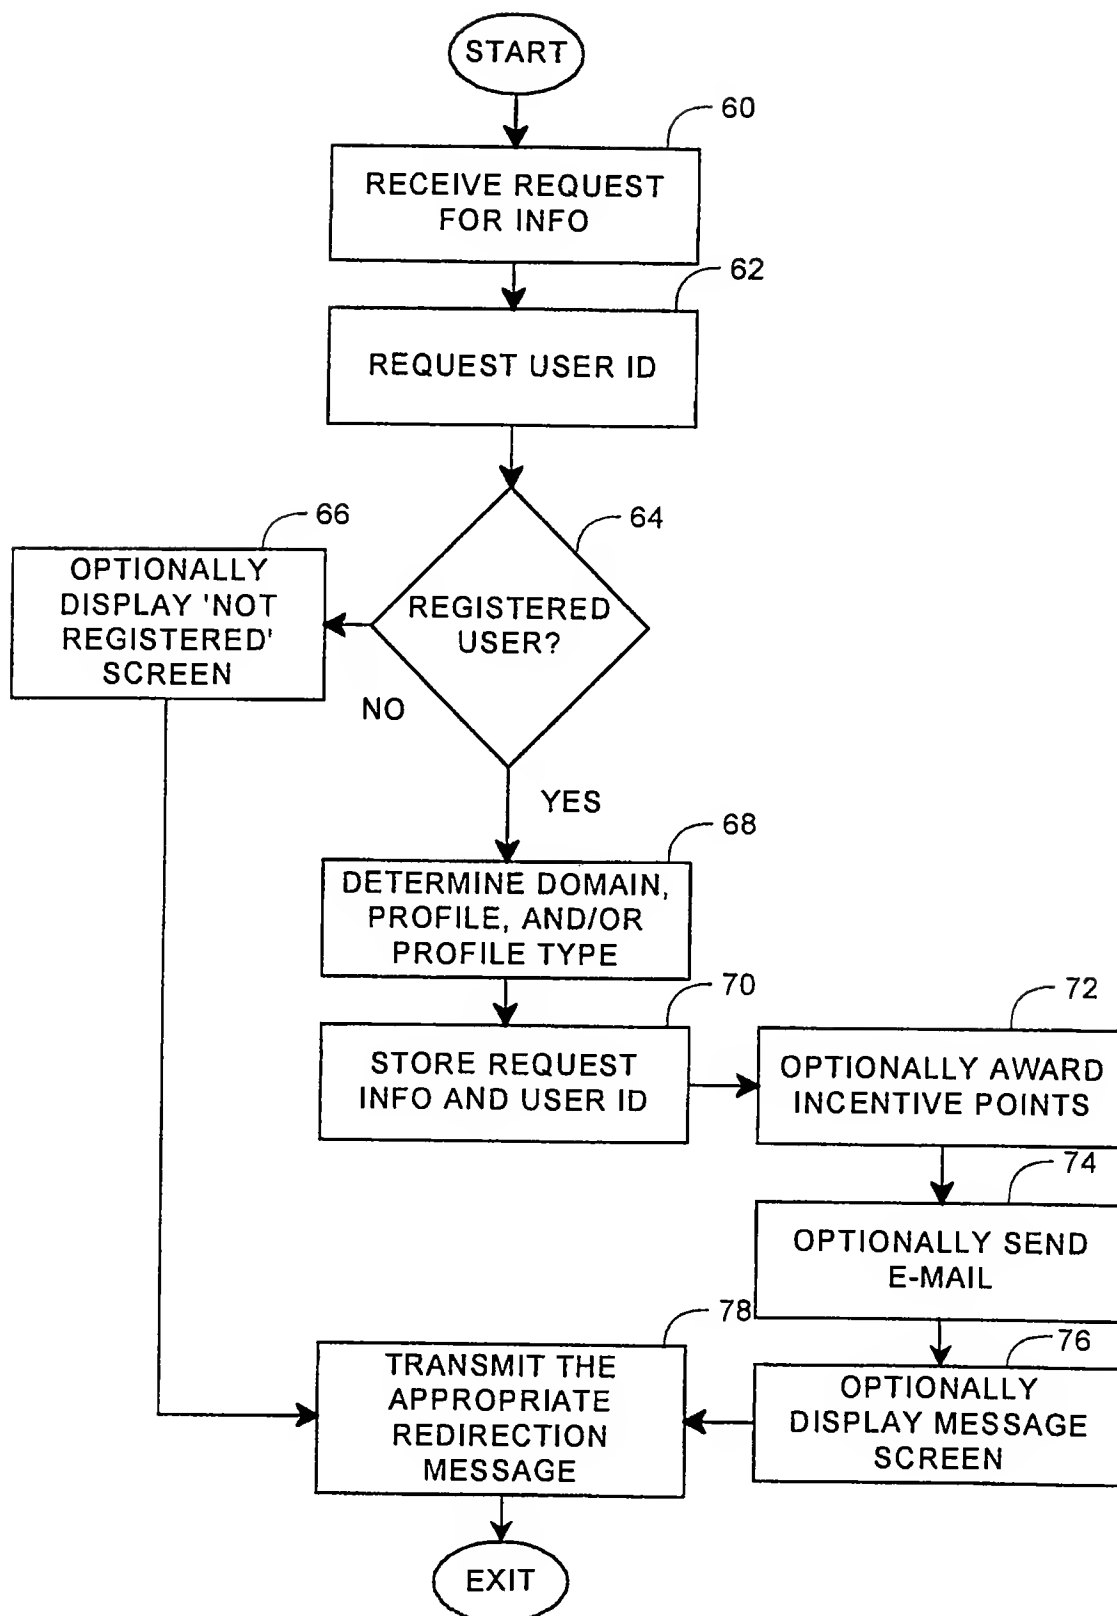 START
60
RECEIVE REQUEST
FOR INFO
62
REQUEST USER ID
64
REGISTERED
USER?
66
OPTIONALLY
DISPLAY 'NOT
REGISTERED'
SCREEN
NO
YES
68
DETERMINE DOMAIN,
PROFILE, AND/OR
PROFILE TYPE
70
STORE REQUEST
INFO AND USER ID
72
OPTIONALLY AWARD
INCENTIVE POINTS
74
OPTIONALLY SEND
E-MAIL
76
OPTIONALLY
DISPLAY MESSAGE
SCREEN
78
TRANSMIT THE
APPROPRIATE
REDIRECTION
MESSAGE
EXIT